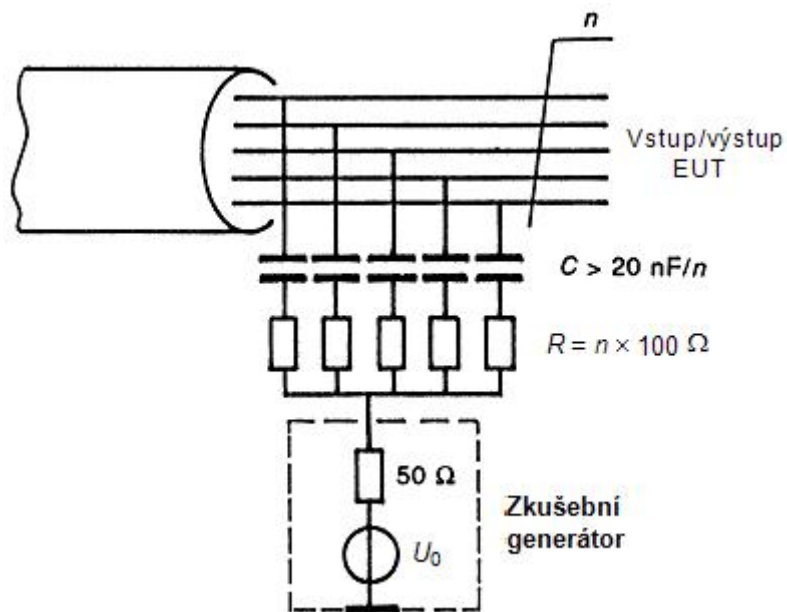 n
Vstup/výstup
EUT
C > 20 nF/n
R = n × 100 Ω
50 Ω
Zkušební
generátor
U₀